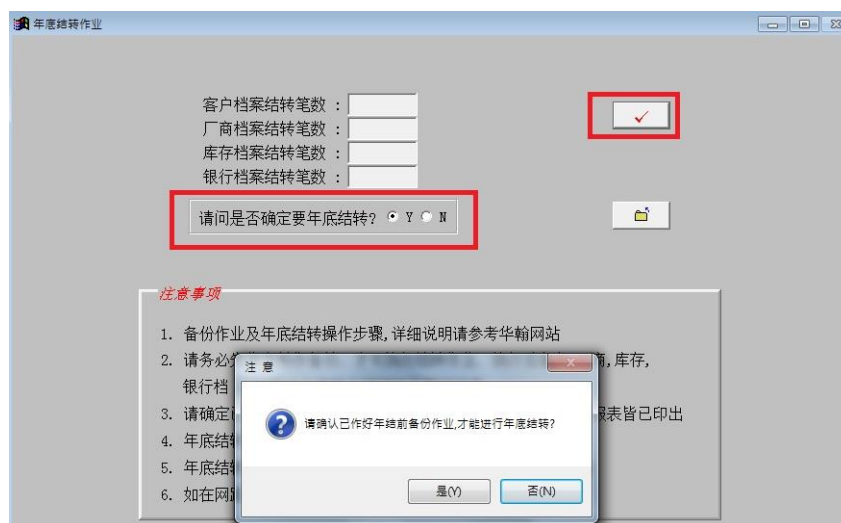 年底结转作业
客户档案结转笔数：
厂商档案结转笔数：
库存档案结转笔数：
银行档案结转笔数：
请问是否确定要年底结转? Y N
注意事项
1. 备份作业及年底结转操作步骤,详细说明请参考华翰网站
2. 请务必 商,库存,
银行档
3. 请确定 报表皆已印出
4. 年底结转
5. 年底结转
6. 如在网
注 意
请确认已作好年结前备份作业,才能进行年底结转?
是(Y)
否(N)